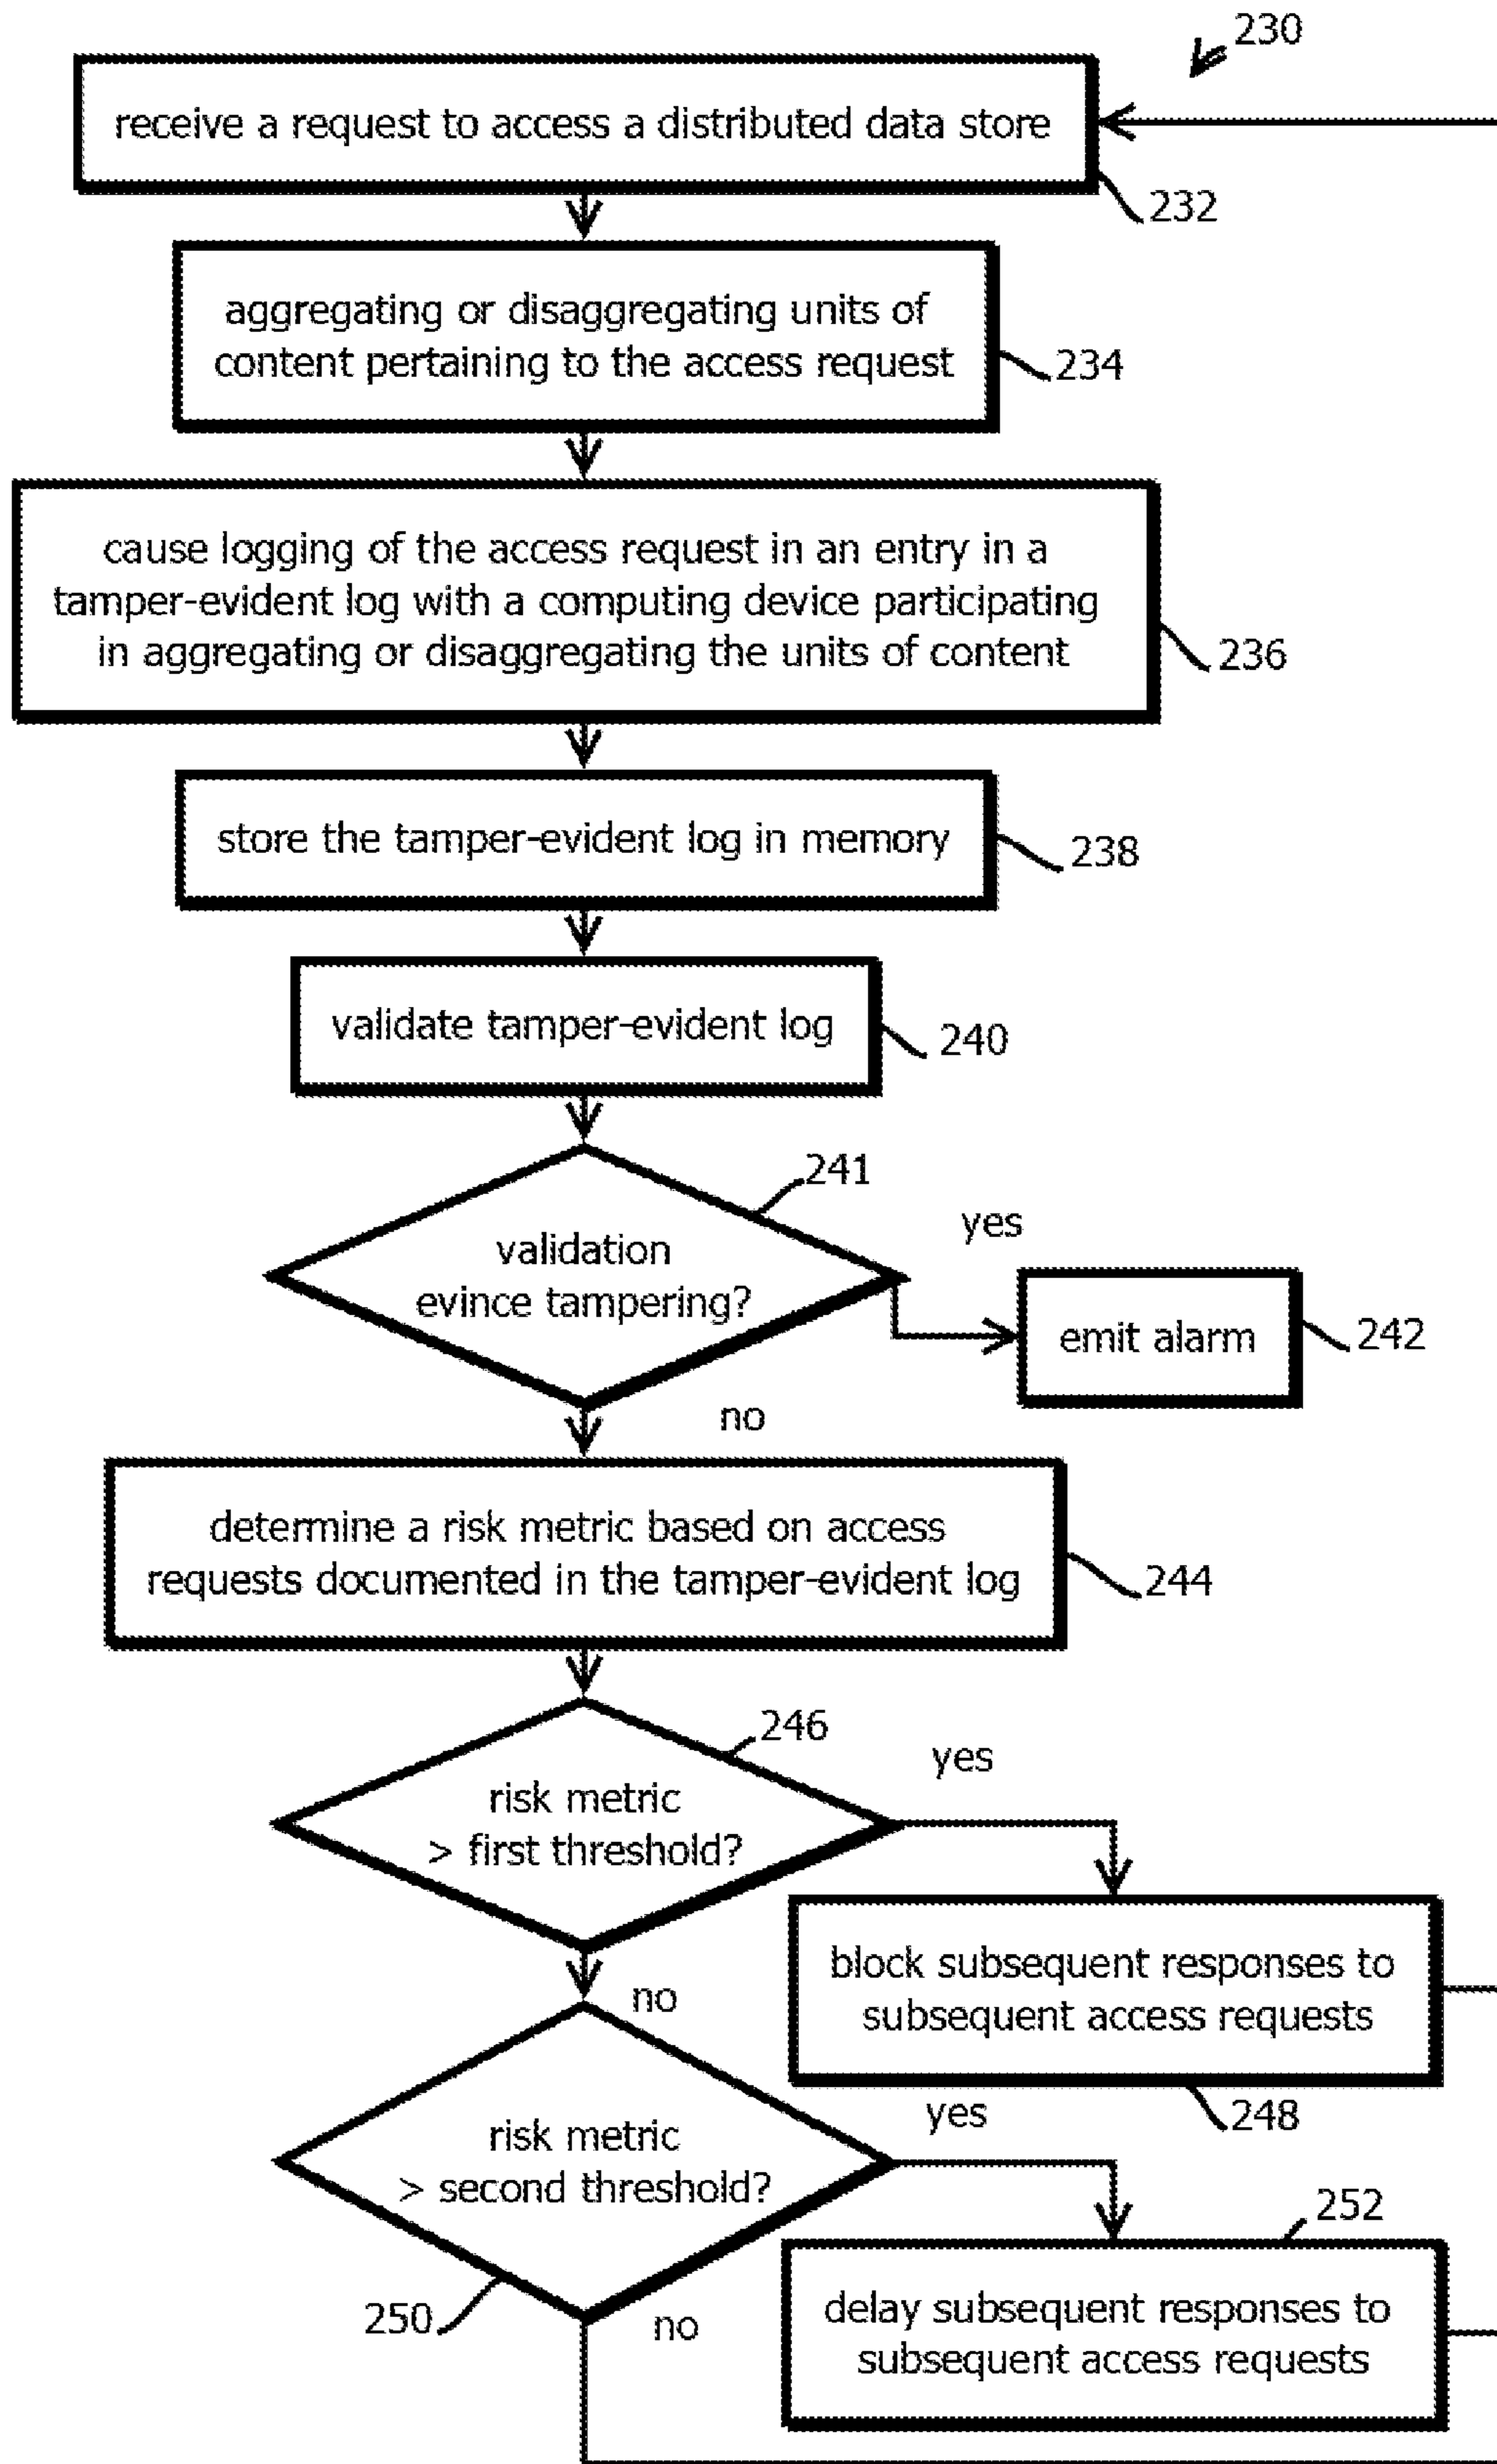 230
receive a request to access a distributed data store
232
aggregating or disaggregating units of
content pertaining to the access request
234
cause logging of the access request in an entry in a
tamper-evident log with a computing device participating
in aggregating or disaggregating the units of content
236
store the tamper-evident log in memory
238
validate tamper-evident log
240
241
validation
evince tampering?
yes
emit alarm
242
no
determine a risk metric based on access
requests documented in the tamper-evident log
244
246
risk metric
> first threshold?
yes
block subsequent responses to
subsequent access requests
248
no
risk metric
> second threshold?
250
yes
252
delay subsequent responses to
subsequent access requests
no